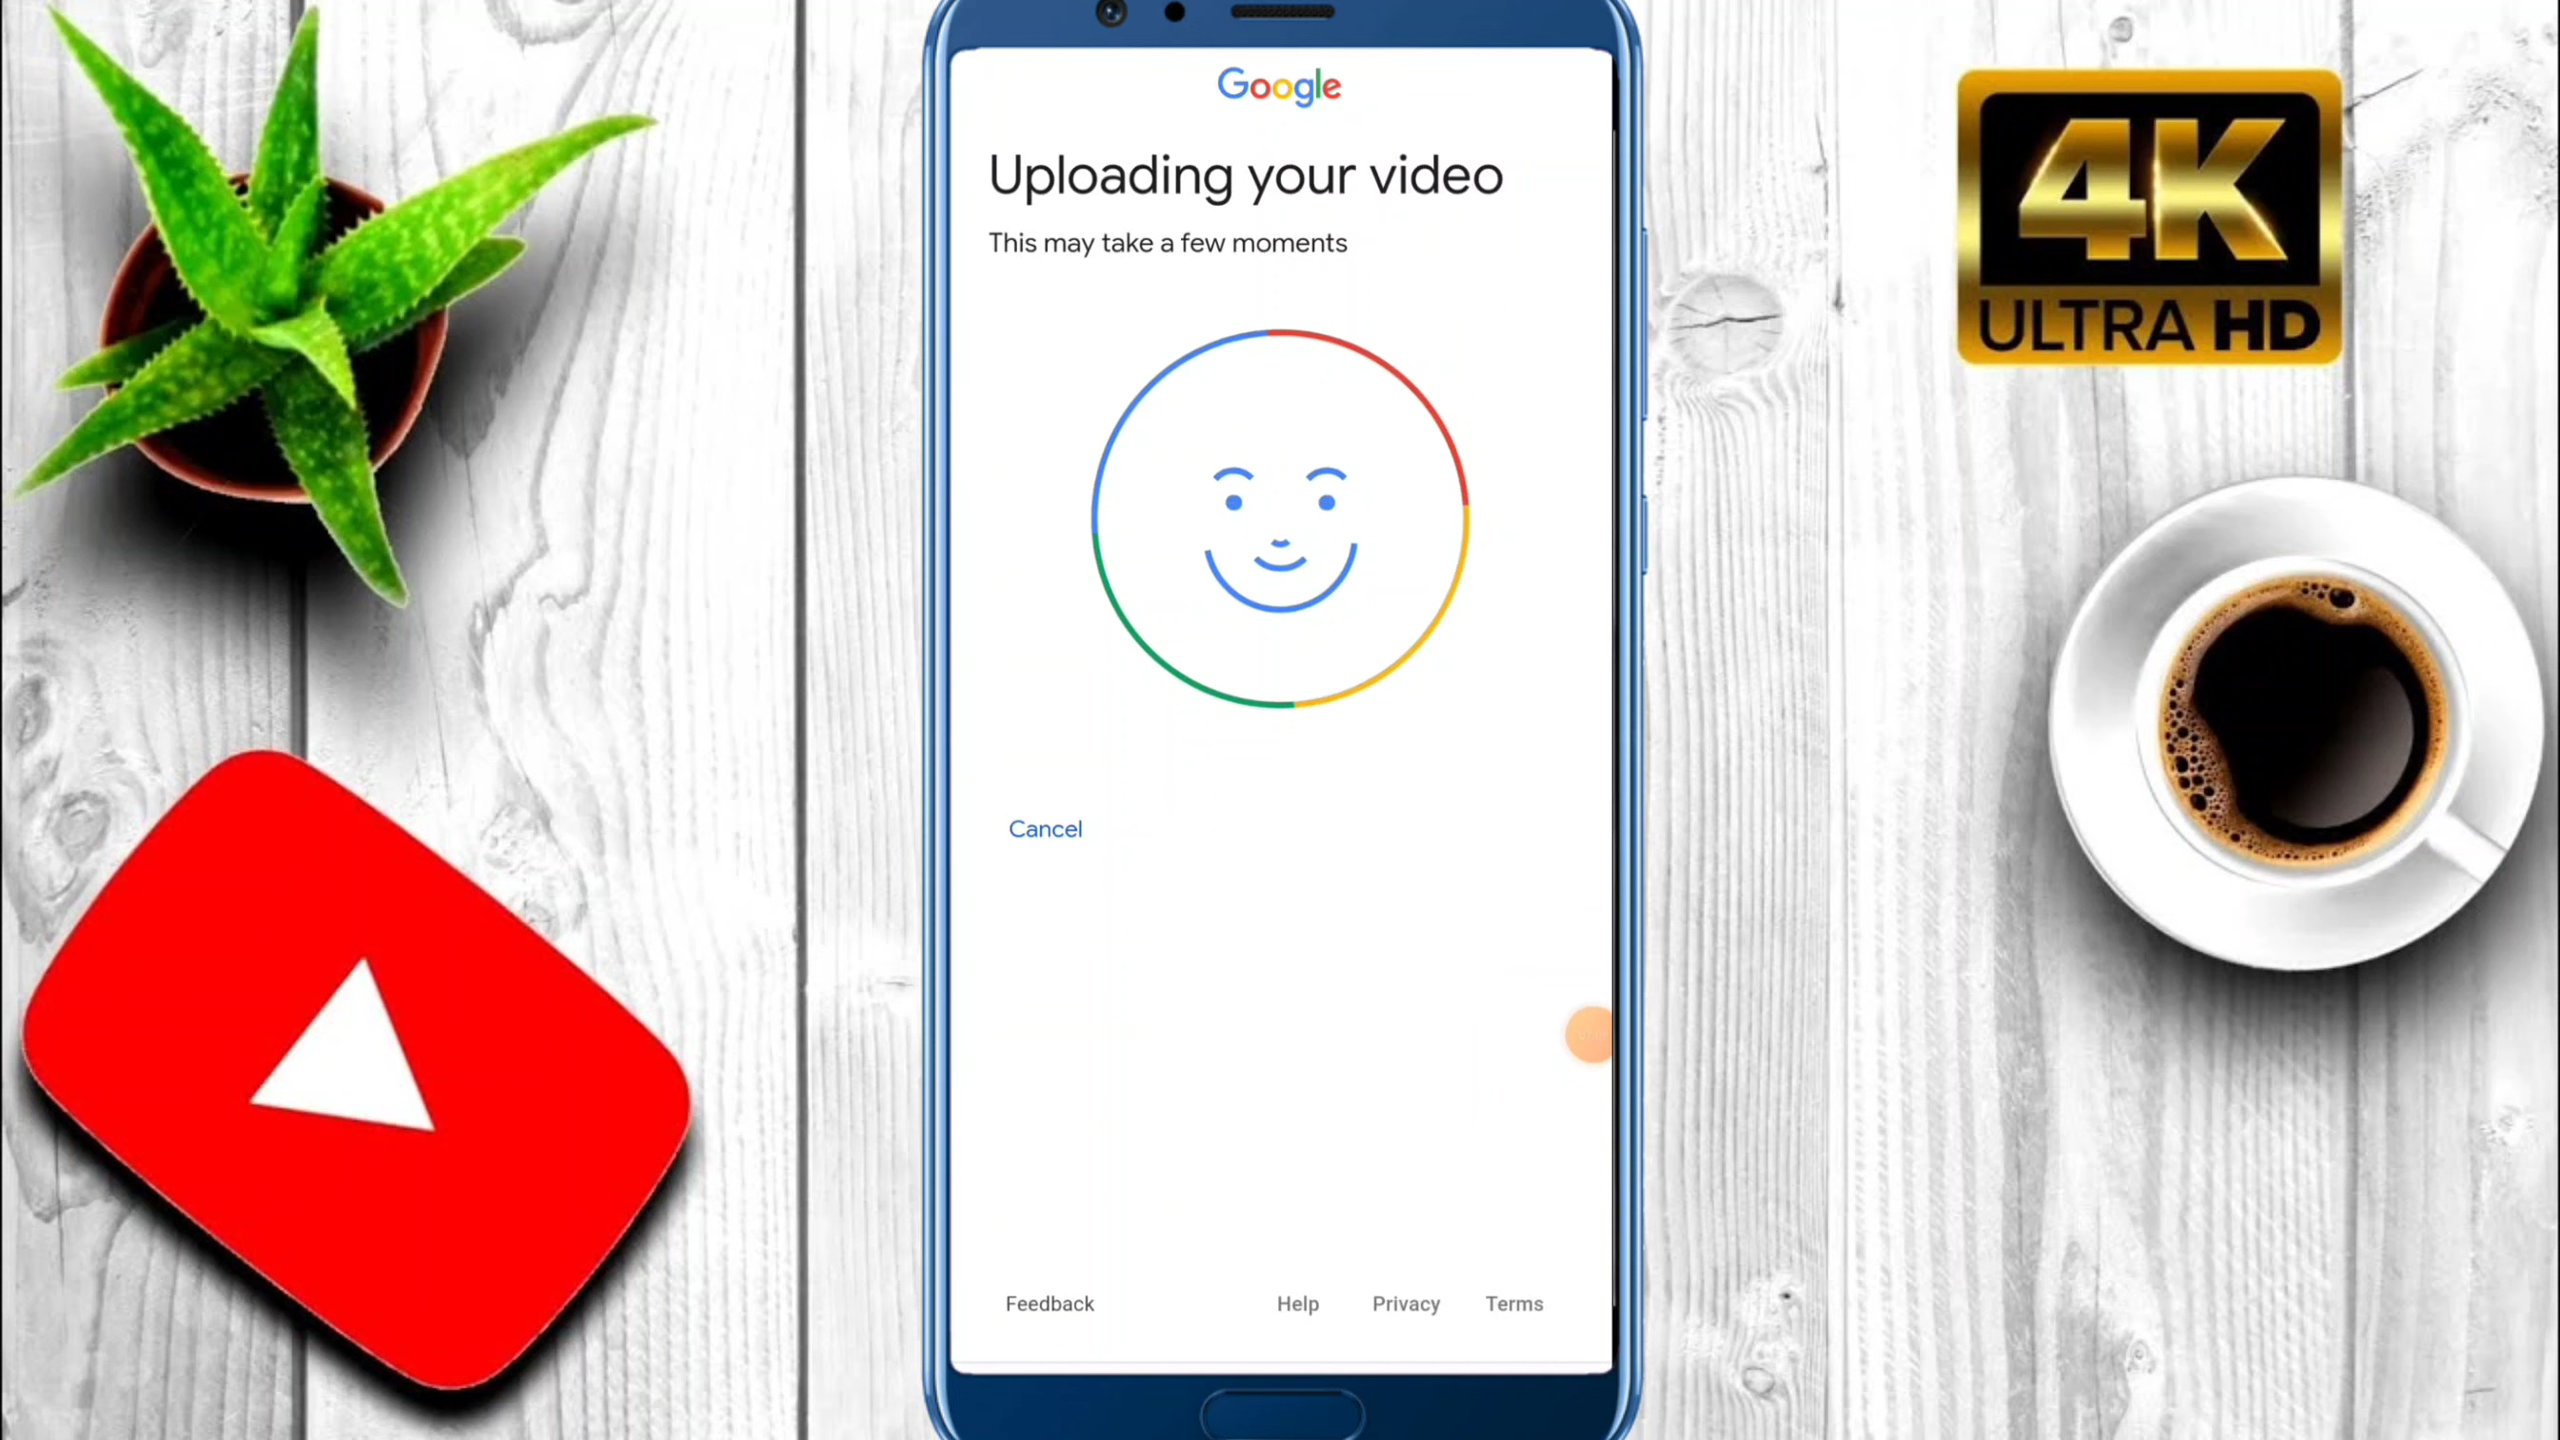 Google
Uploading your video
This may take a few moments
Cancel
Feedback
Help
Privacy
Terms
4K
ULTRA HD